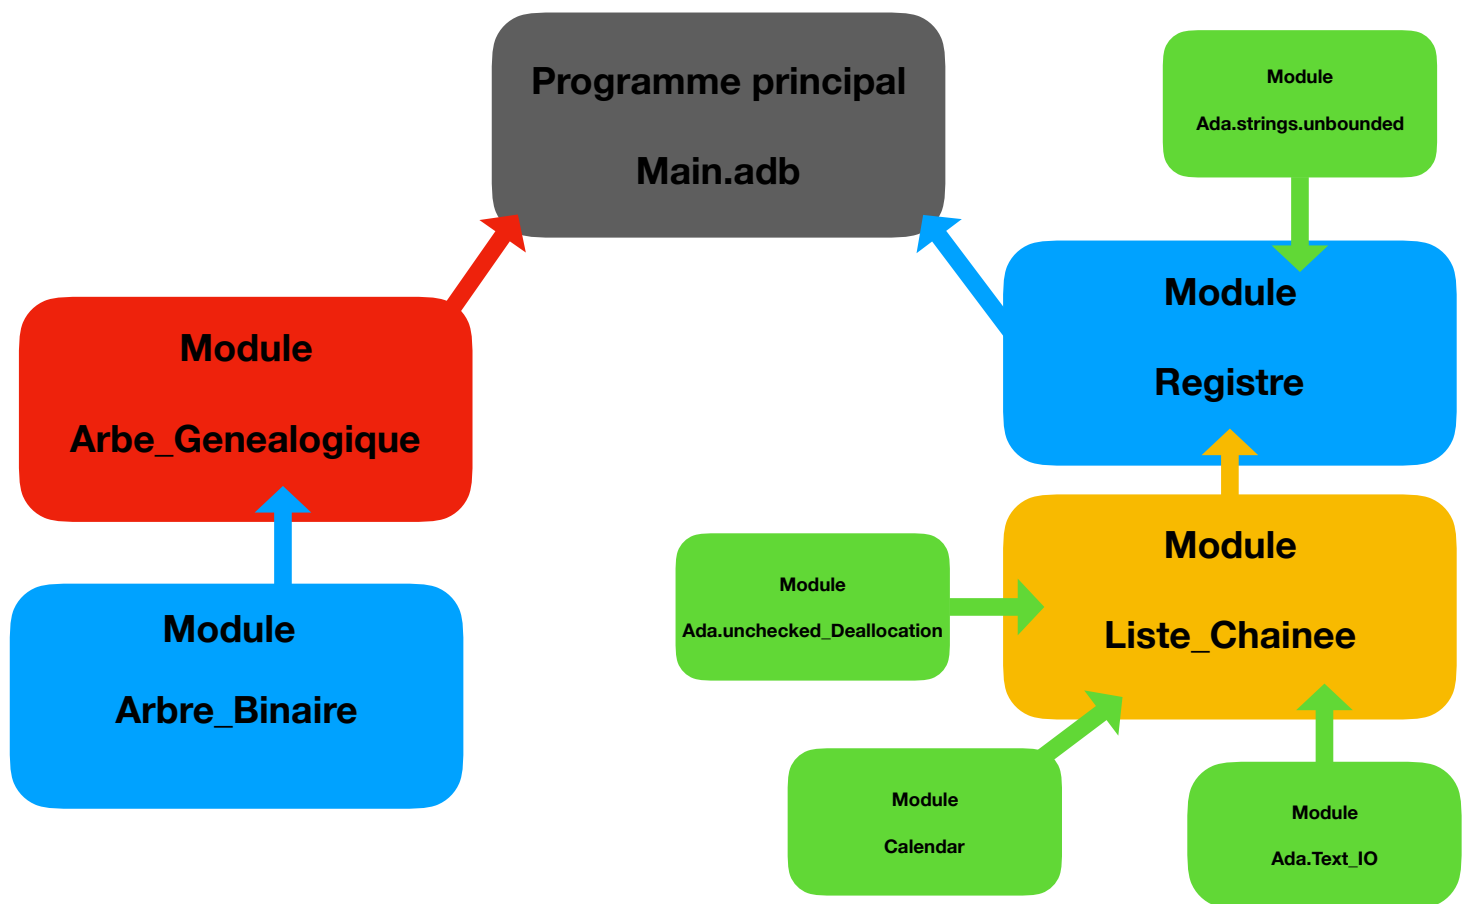 Programme principal
Main.adb
Module
Ada.strings.unbounded
Module
Arbe_Genealogique
Module
Registre
Module
Arbre_Binaire
Module
Ada.unchecked_Deallocation
Module
Liste_Chainee
Module
Calendar
Module
Ada.Text_IO